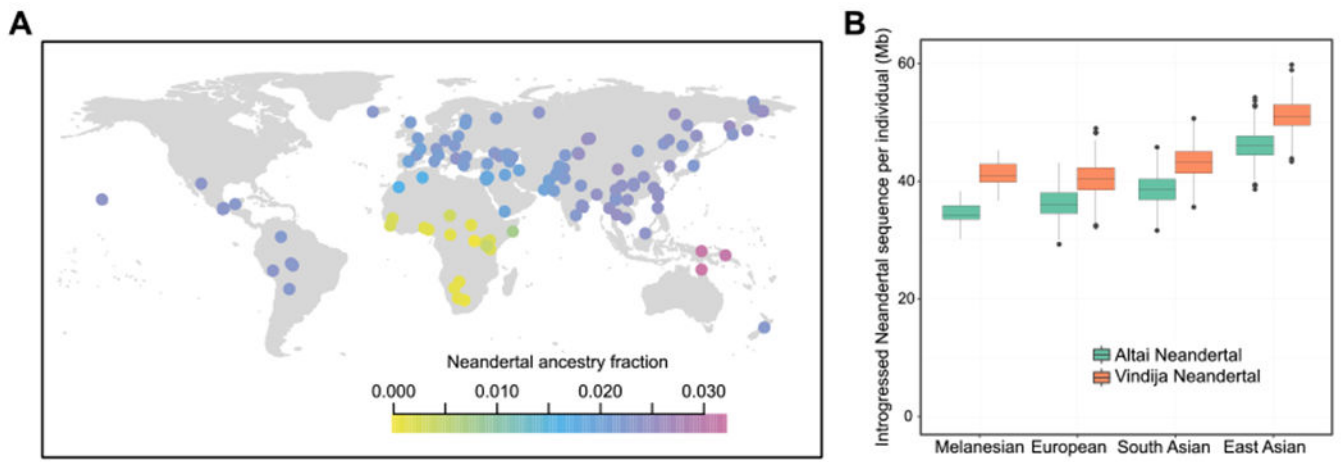 A
Neandertal ancestry fraction
0.000 0.010 0.020 0.030
B
Introgressed Neandertal sequence per individual (Mb)
60
40
20
0
Altai Neandertal
Vindija Neandertal
Melanesian European South Asian East Asian